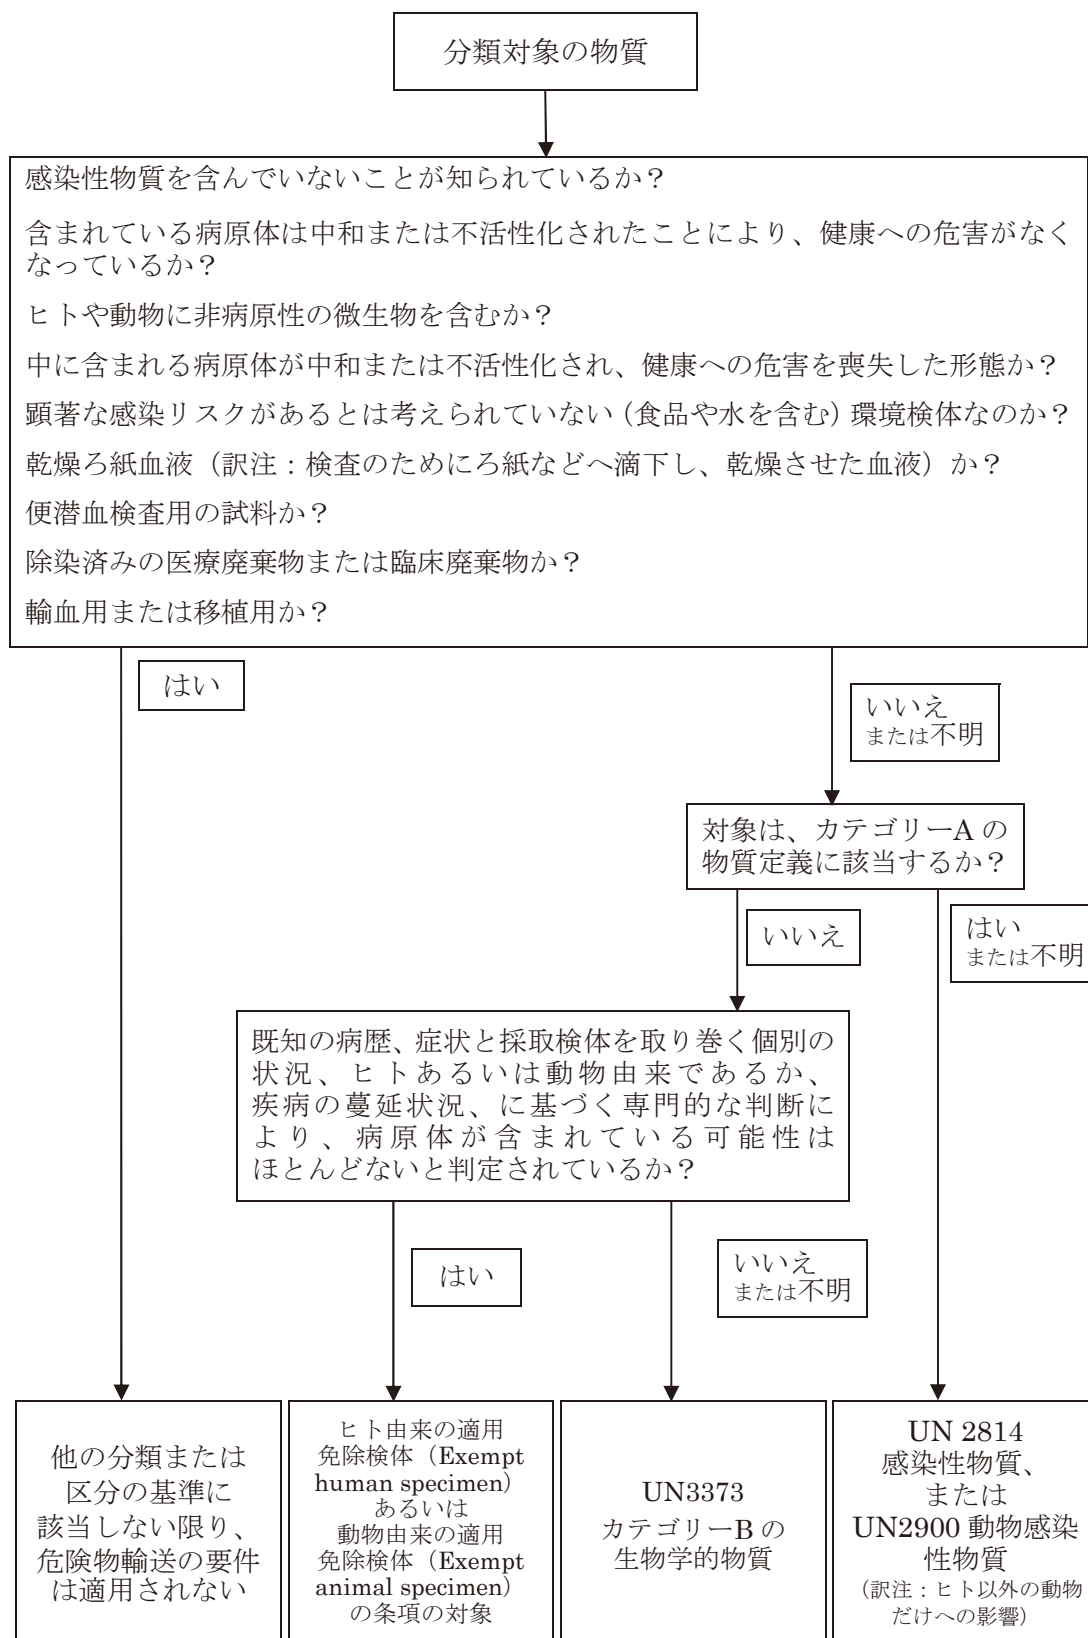 分類対象の物質
感染性物質を含んでいないことが知られているか？
含まれている病原体は中和または不活性化されたことにより、健康への危害がなく
なっているか？
ヒトや動物に非病原性の微生物を含むか？
中に含まれる病原体が中和または不活性化され、健康への危害を喪失した形態か？
顕著な感染リスクがあるとは考えられていない（食品や水を含む）環境検体なのか？
乾燥ろ紙血液（訳注：検査のためにろ紙などへ滴下し、乾燥させた血液）か？
便潜血検査用の試料か？
除染済みの医療廃棄物または臨床廃棄物か？
輸血用または移植用か？
はい
いいえ
または不明
対象は、カテゴリーA の
物質定義に該当するか？
いいえ
はい
または不明
既知の病歴、症状と採取検体を取り巻く個別の
状況、ヒトあるいは動物由来であるか、
疾病の蔓延状況、に基づく専門的な判断に
より、病原体が含まれている可能性は
ほとんどないと判定されているか？
はい
いいえ
または不明
他の分類または
区分の基準に
該当しない限り、
危険物輸送の要件
は適用されない
ヒト由来の適用
免除検体（Exempt
human specimen）
あるいは
動物由来の適用
免除検体（Exempt
animal specimen）
の条項の対象
UN3373
カテゴリーB の
生物学的物質
UN 2814
感染性物質、
または
UN2900 動物感染
性物質
（訳注：ヒト以外の動物
だけへの影響）